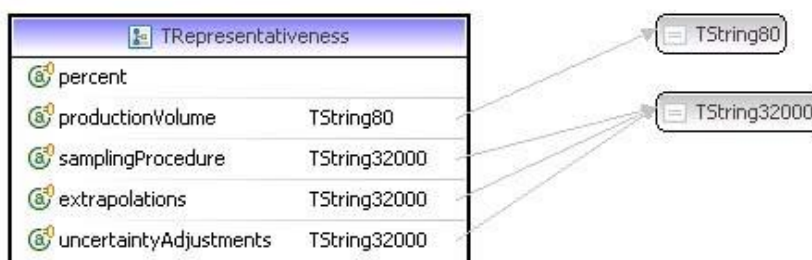 TRepresentativeness
percent
productionVolume TString80
samplingProcedure TString32000
extrapolations TString32000
uncertaintyAdjustments TString32000
TString80
TString32000